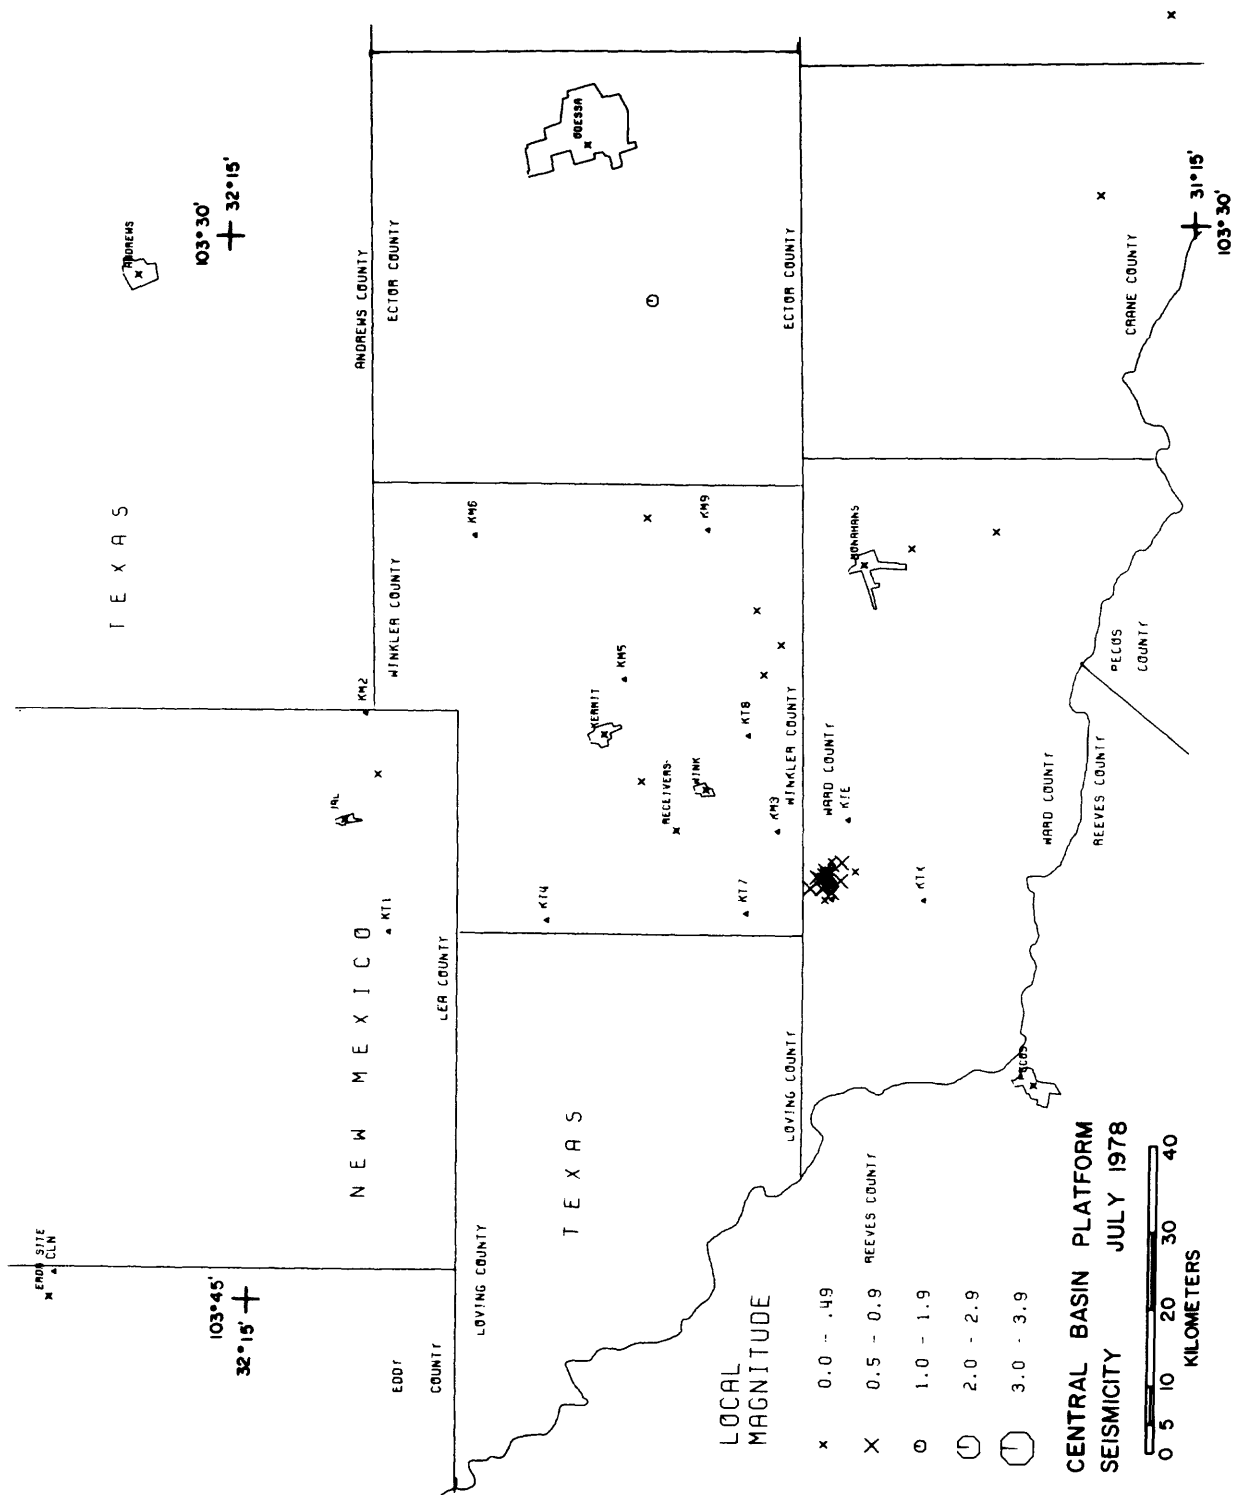 ERDA SITE
CLN
103°45'
32°15'
NEW MEXICO
TEXAS
ANDREWS
103° 30'
32°15'
JAL
KM2
KT1
LEA COUNTY
EDDY
COUNTY
LOVING COUNTY
TEXAS
ANDREWS COUNTY
ECTOR COUNTY
WINKLER COUNTY
KM6
KT4
KERMIT
KM5
ODESSA
RECEIVERS-
WINK
KM9
KT8
KT7
KM3
LOVING COUNTY
WINKLER COUNTY
ECTOR COUNTY
WARD COUNTY
KTE
MONAHANS
REEVES COUNTY
PECOS
WARD COUNTY
REEVES COUNTY
PECOS
COUNTY
CRANE COUNTY
31°15'
103°30'
LOCAL
MAGNITUDE
0.0 - .49
0.5 - 0.9
1.0 - 1.9
2.0 - 2.9
3.0 - 3.9
CENTRAL BASIN PLATFORM
SEISMICITY JULY 1978
0 5 10 20 30 40
KILOMETERS